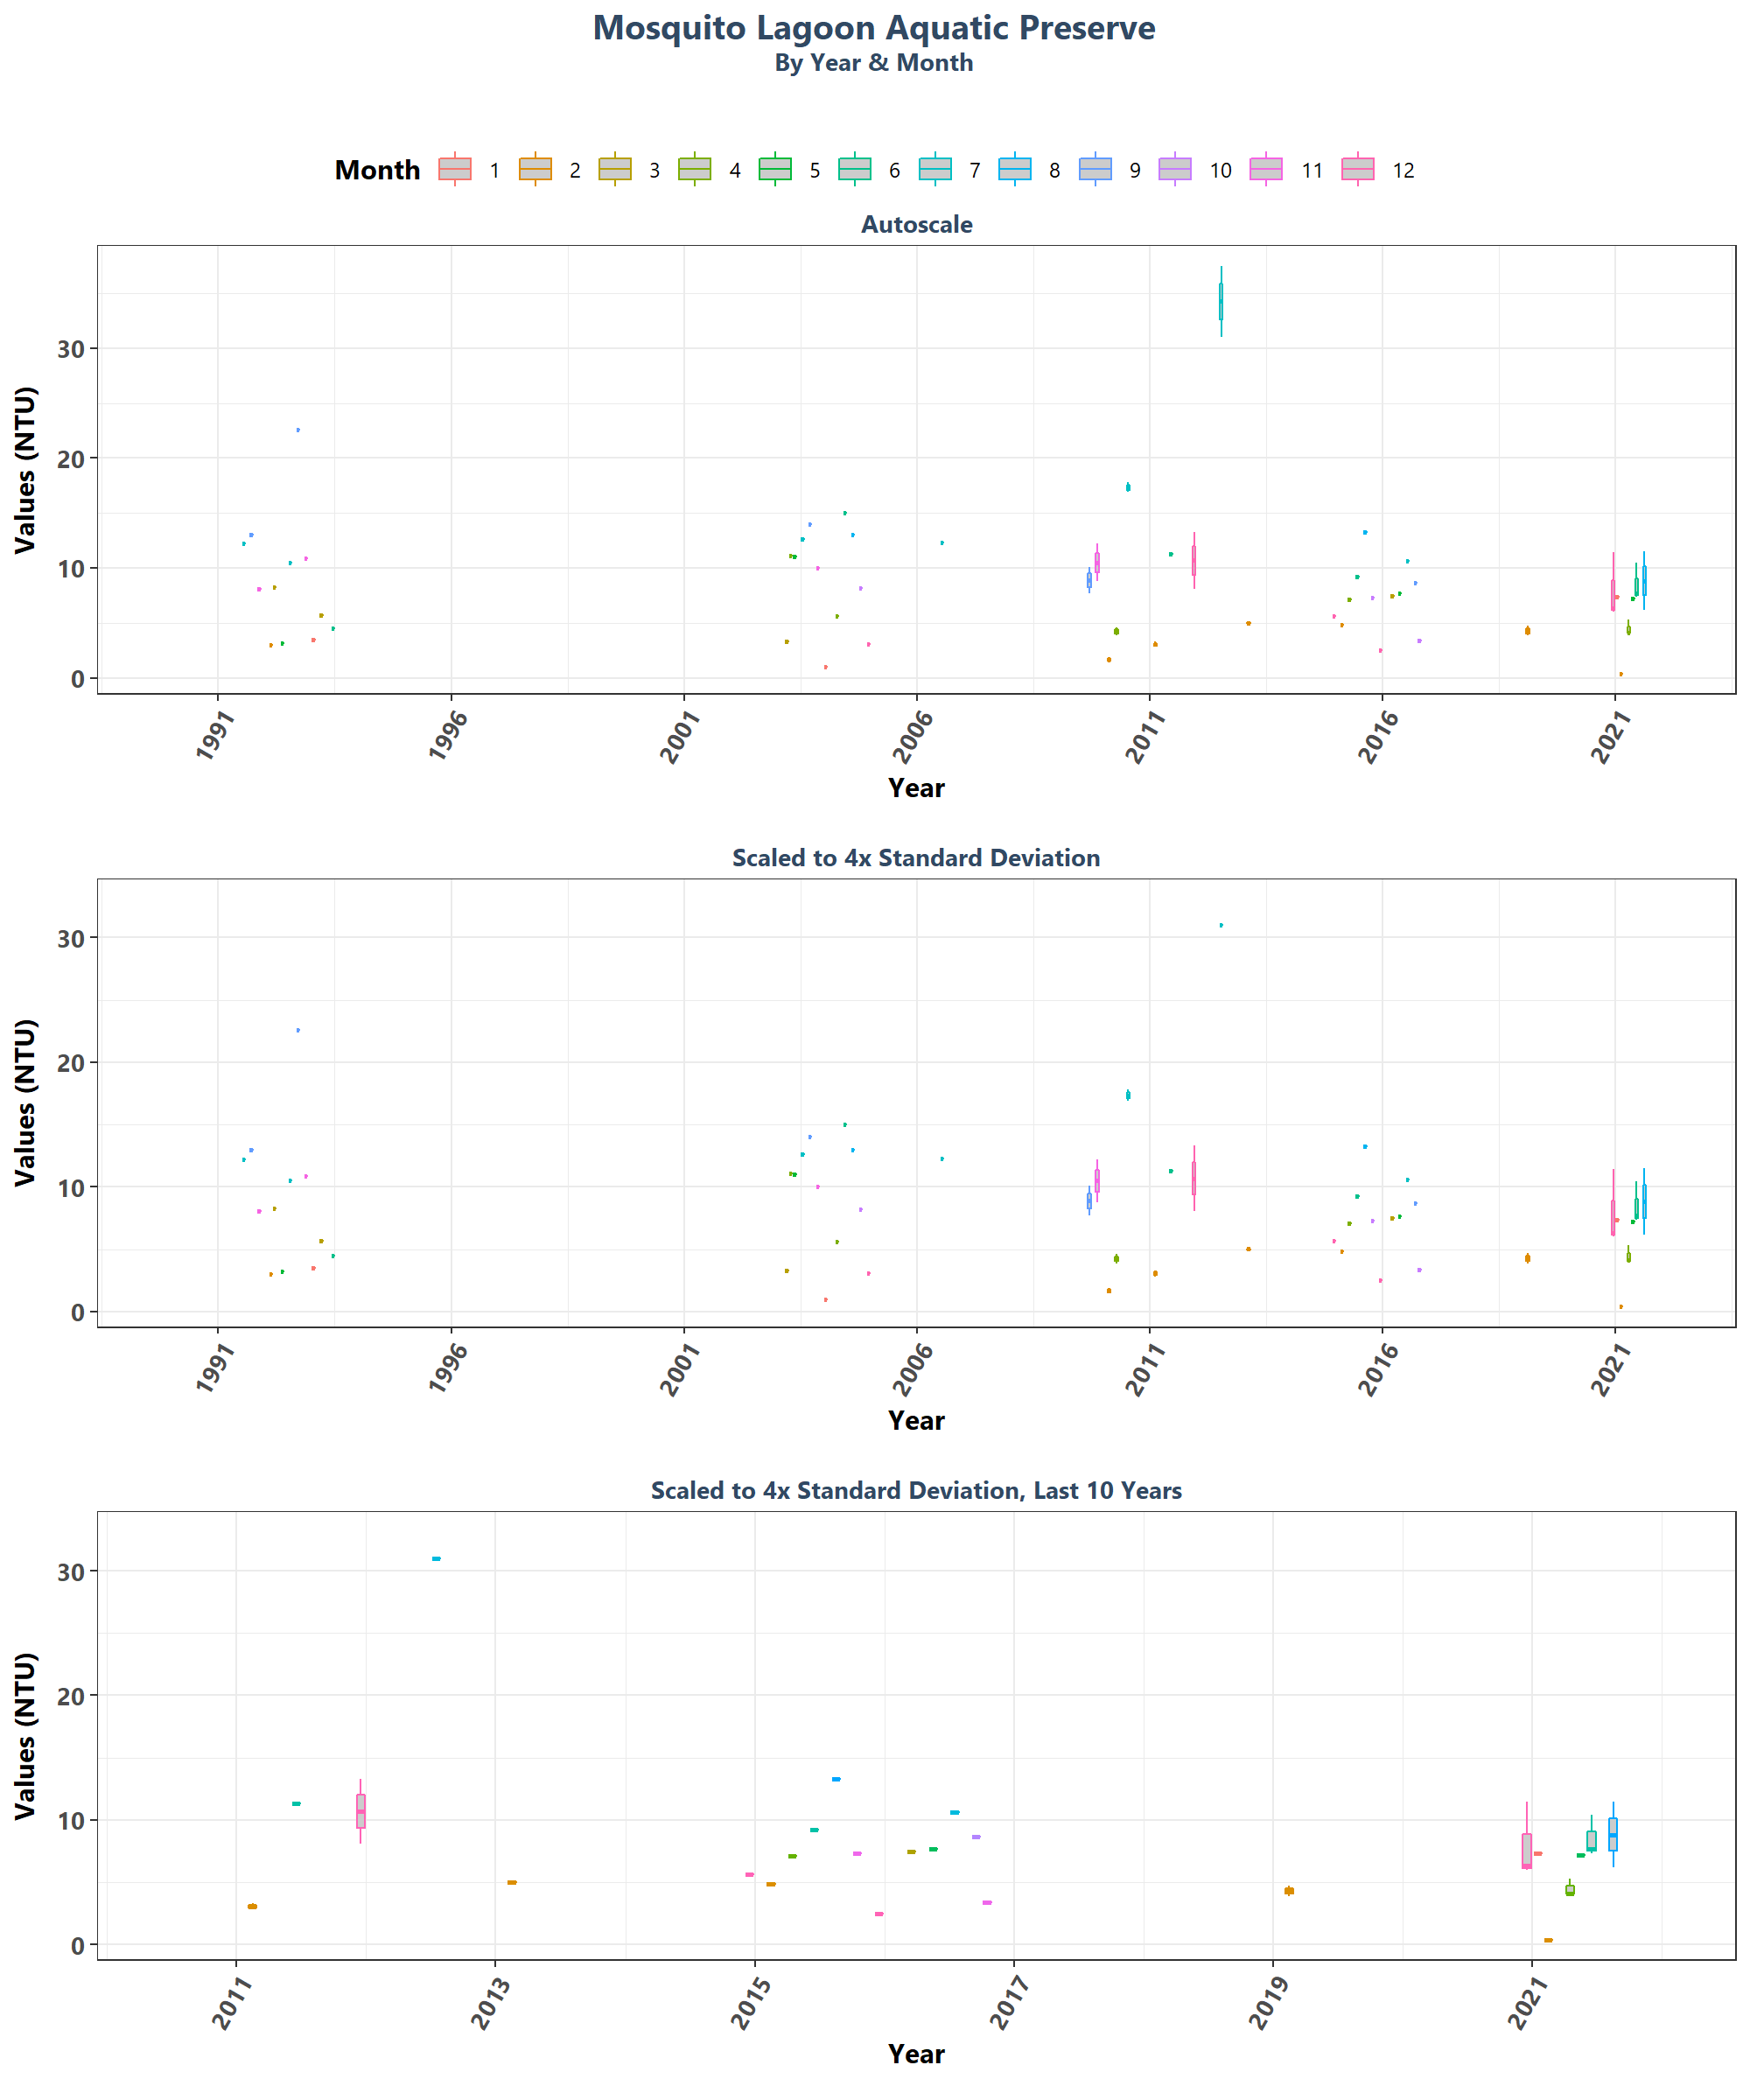 Mosquito Lagoon Aquatic Preserve
By Year & Month
Month 1 2 3 4 5 6 7 8 9 10 11 12
Autoscale
Values (NTU)
30
20
10
0
1991 1996 2001 2006 2011 2016 2021
Year
Scaled to 4x Standard Deviation
Values (NTU)
30
20
10
0
1991 1996 2001 2006 2011 2016 2021
Year
Scaled to 4x Standard Deviation, Last 10 Years
Values (NTU)
30
20
10
0
2011 2013 2015 2017 2019 2021
Year